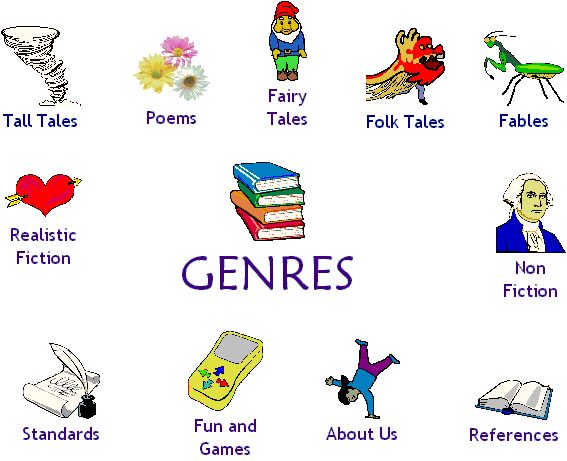 Tall Tales
Poems
Fairy
Tales
Folk Tales
Fables
Realistic
Fiction
GENRES
Non
Fiction
Standards
Fun and
Games
About Us
References